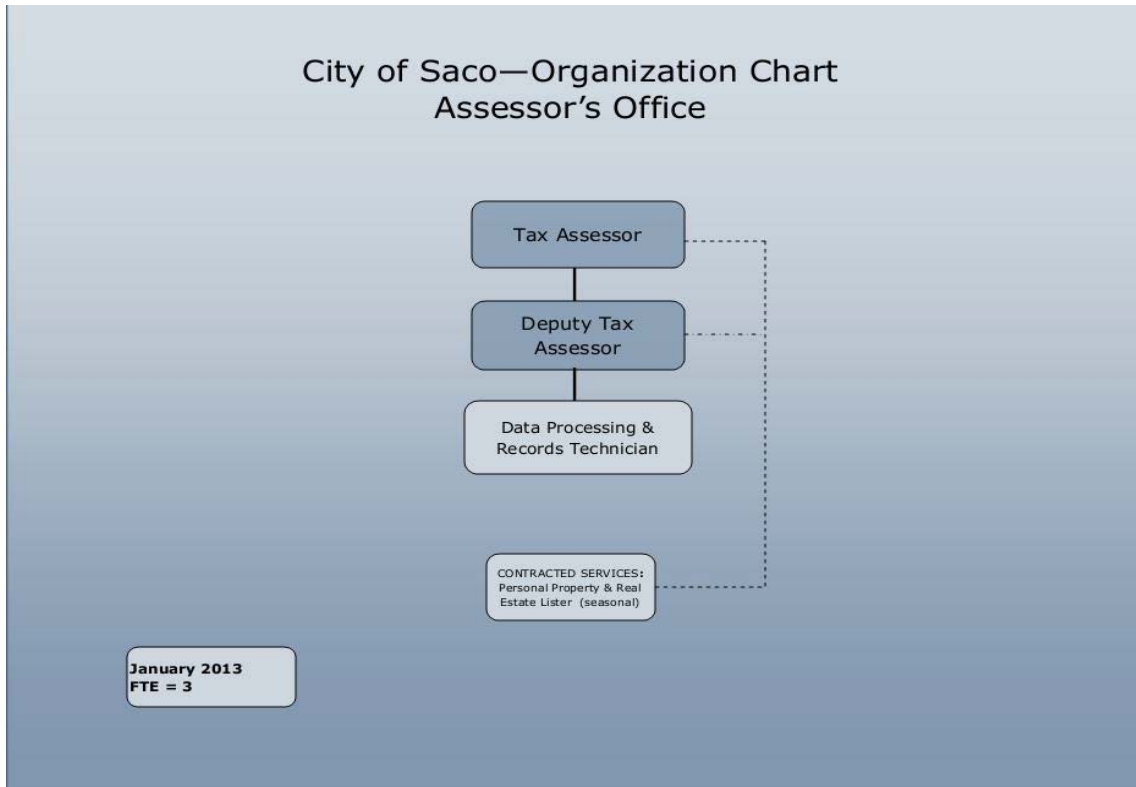 City of Saco—Organization Chart
Assessor’s Office
Tax Assessor
Deputy Tax
Assessor
Data Processing &
Records Technician
CONTRACTED SERVICES:
Personal Property & Real
Estate Lister (seasonal)
January 2013
FTE = 3